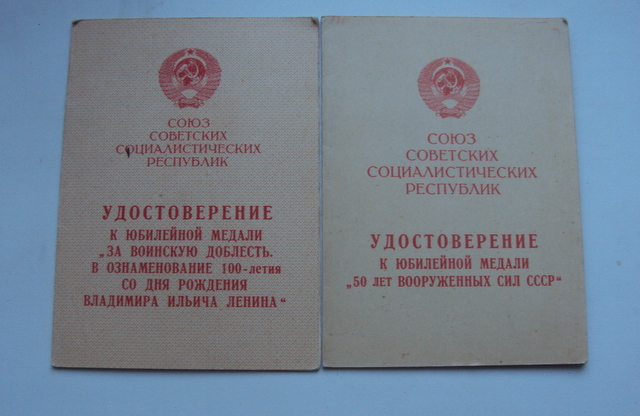 СОЮЗ
СОВЕТСКИХ
СОЦИАЛИСТИЧЕСКИХ
РЕСПУБЛИК
УДОСТОВЕРЕНИЕ
К ЮБИЛЕЙНОЙ МЕДАЛИ
„ЗА ВОИНСКУЮ ДОБЛЕСТЬ.
В ОЗНАМЕНОВАНИЕ 100-летия
СО ДНЯ РОЖДЕНИЯ
ВЛАДИМИРА ИЛЬИЧА ЛЕНИНА“
СОЮЗ
СОВЕТСКИХ
СОЦИАЛИСТИЧЕСКИХ
РЕСПУБЛИК
УДОСТОВЕРЕНИЕ
К ЮБИЛЕЙНОЙ МЕДАЛИ
„50 ЛЕТ ВООРУЖЕННЫХ СИЛ СССР“